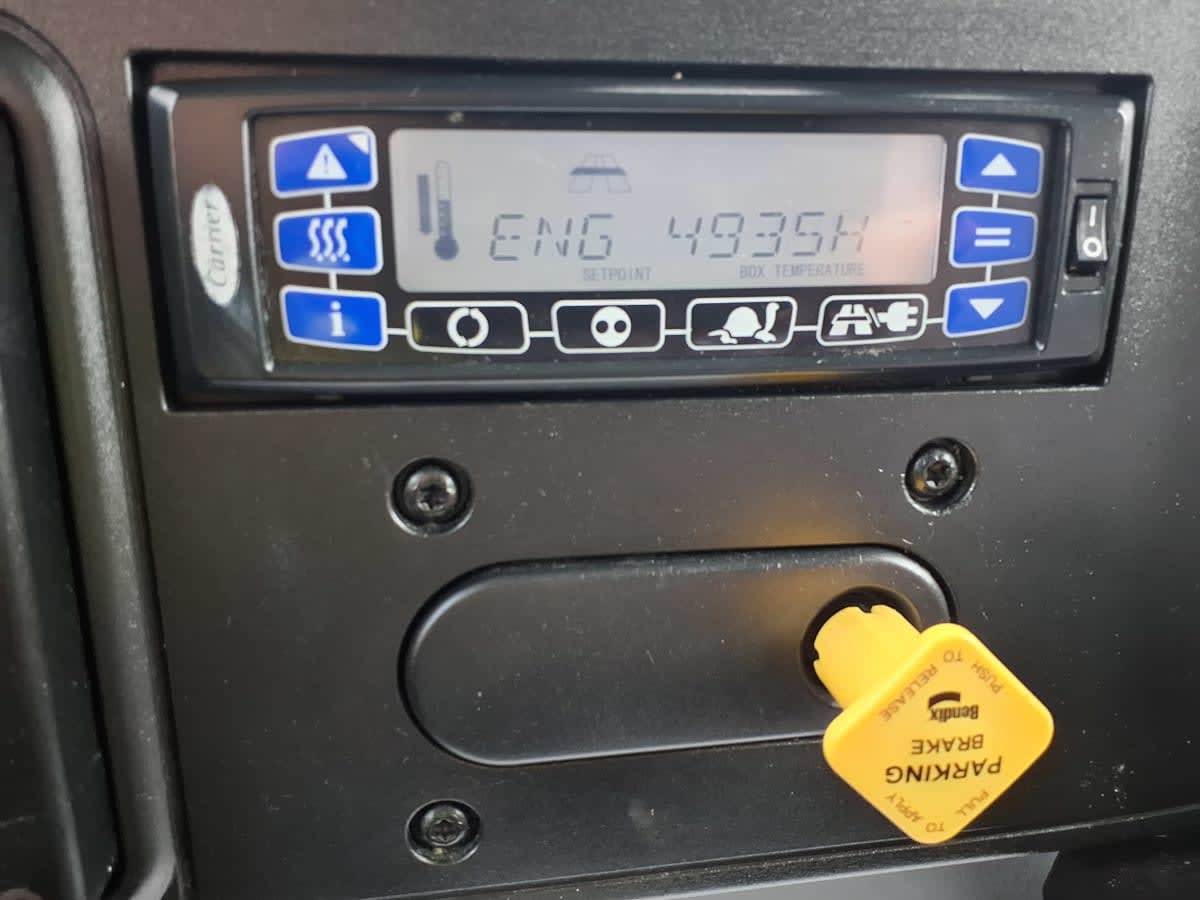 Carrier
ENG 4935H
SETPOINT BOX TEMPERATURE
i
I
O
PUSH TO RELEASE
Bendix
PARKING
BRAKE
PULL TO APPLY